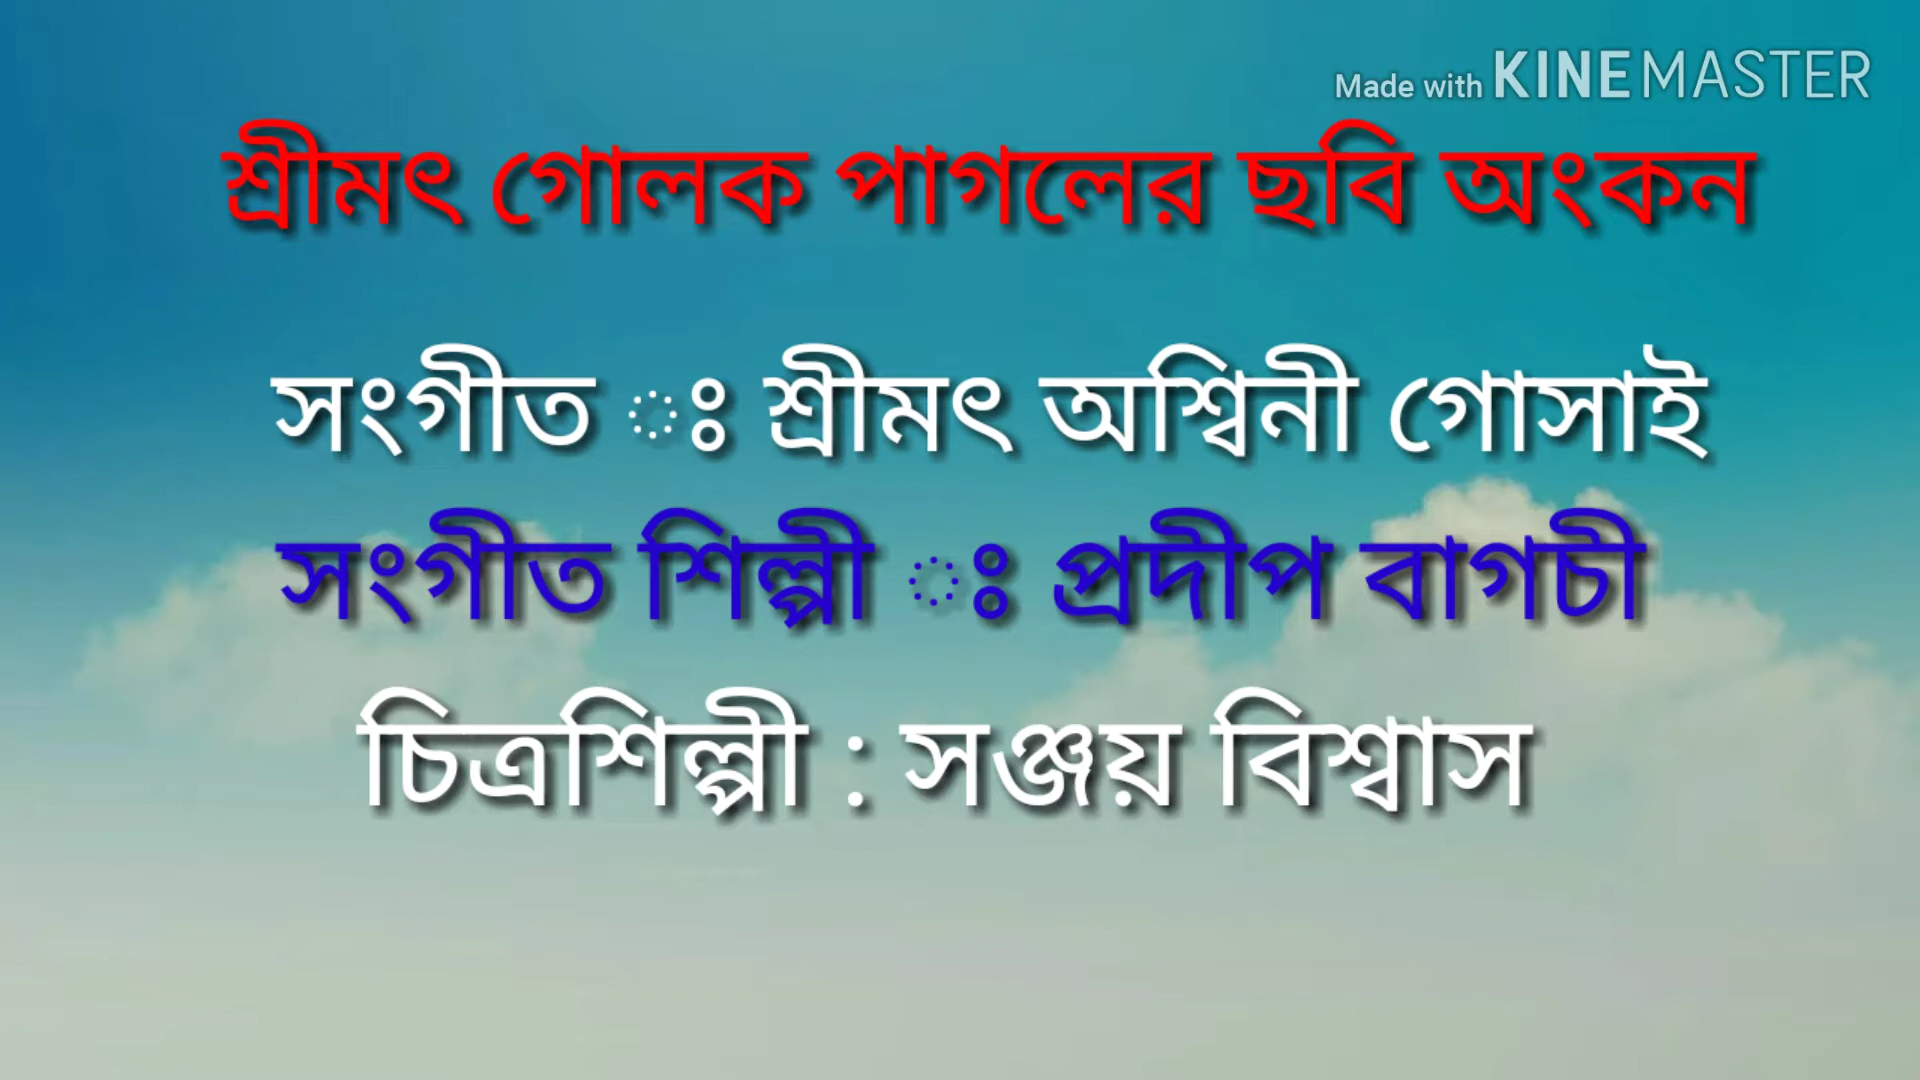 Made with KINEMASTER
শ্রীমৎ গোলক পাগলের ছবি অংকন
সংগীত ঃ শ্রীমৎ অশ্বিনী গোসাই
সংগীত শিল্পী ঃ প্রদীপ বাগচী
চিত্রশিল্পী : সঞ্জয় বিশ্বাস